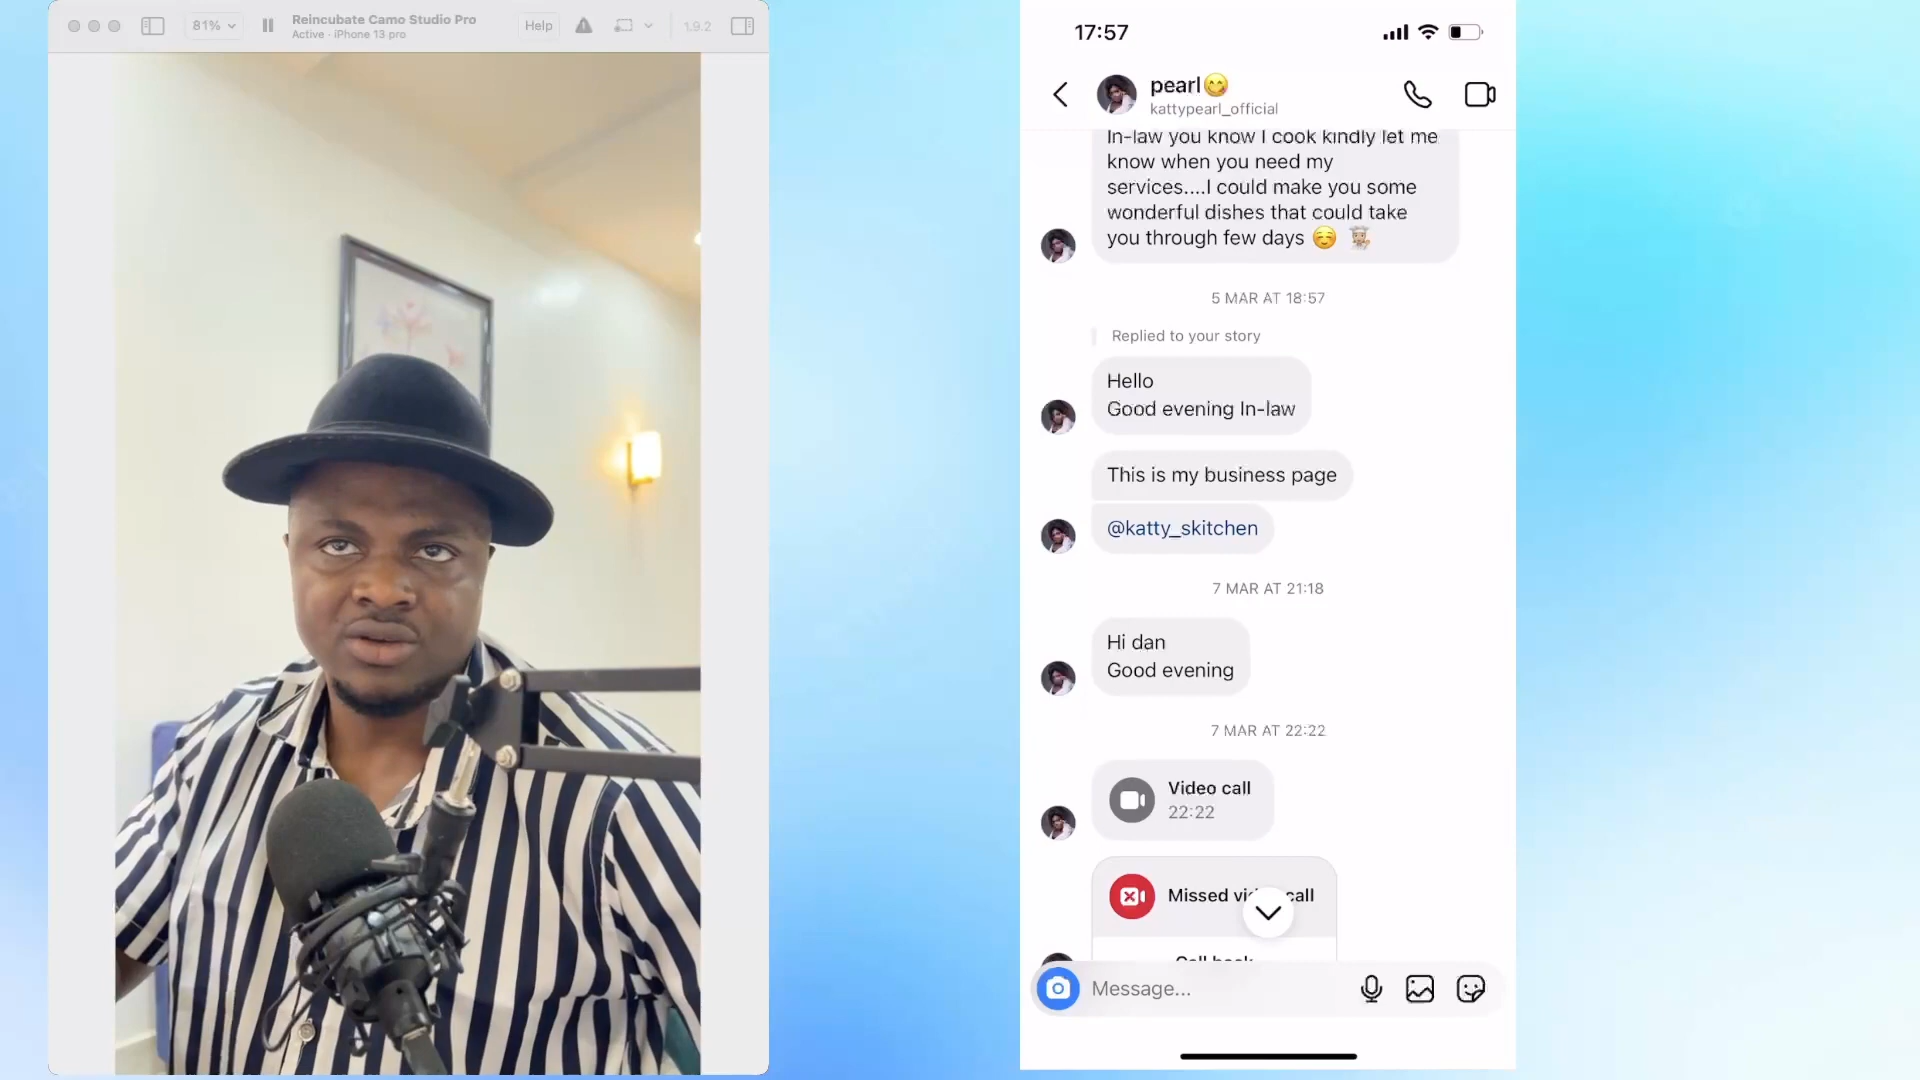 81%
Reincubate Camo Studio Pro
Active - iPhone 13 pro
Help
1.9.2
17:57
pearl😋
kattypearl_official
In-law you know I cook kindly let me
know when you need my
services....I could make you some
wonderful dishes that could take
you through few days ☺️ 👨🏼‍🍳
5 MAR AT 18:57
Replied to your story
Hello
Good evening In-law
This is my business page
@katty_skitchen
7 MAR AT 21:18
Hi dan
Good evening
7 MAR AT 22:22
Video call
22:22
Missed call
Call back
Message...